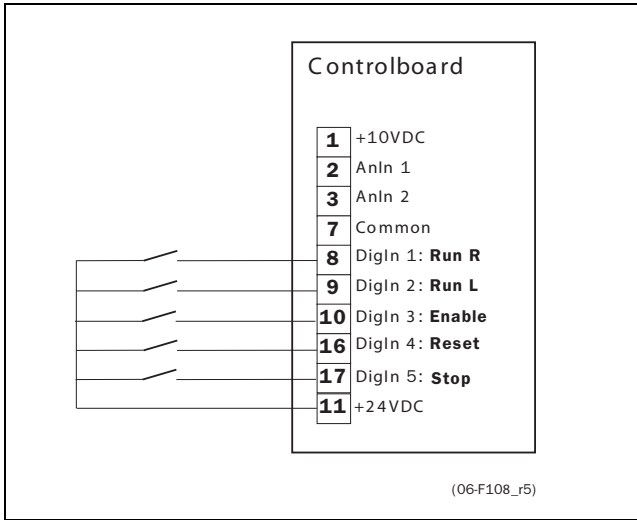 Controlboard
1 +10VDC
2 AnIn 1
3 AnIn 2
7 Common
8 DigIn 1: Run R
9 DigIn 2: Run L
10 DigIn 3: Enable
16 DigIn 4: Reset
17 DigIn 5: Stop
11 +24VDC
(06-F108_r5)